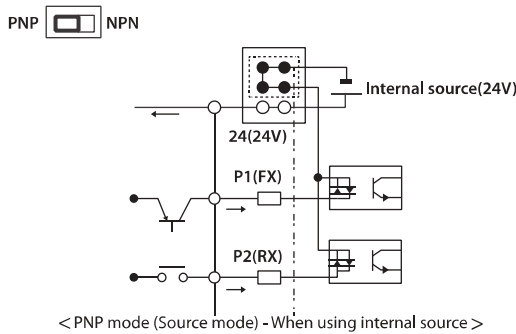 PNP NPN
Internal source(24V)
24(24V)
P1(FX)
P2(RX)
< PNP mode (Source mode) - When using internal source >